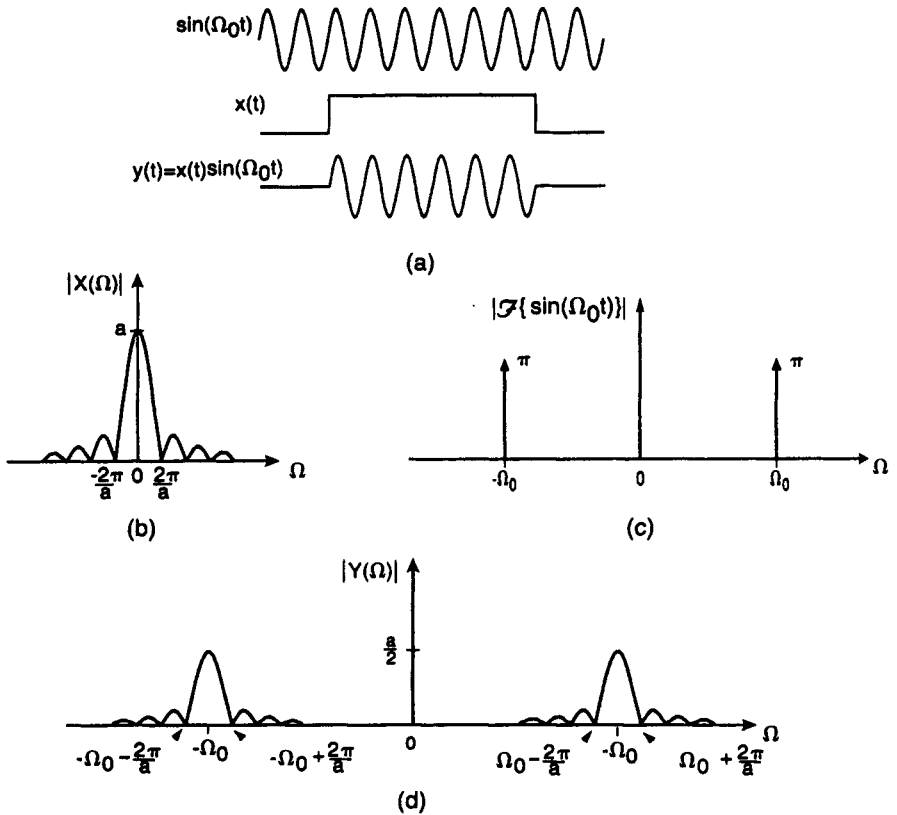 sin(Ω₀t)
x(t)
y(t)=x(t)sin(Ω₀t)
(a)
|X(Ω)|
a
-2π/a 0 2π/a Ω
(b)
|ℱ{sin(Ω₀t)}|
π π
-Ω₀ 0 Ω₀ Ω
(c)
|Y(Ω)|
a/2
-Ω₀-2π/a -Ω₀ -Ω₀+2π/a 0 Ω₀-2π/a -Ω₀ Ω₀+2π/a Ω
(d)